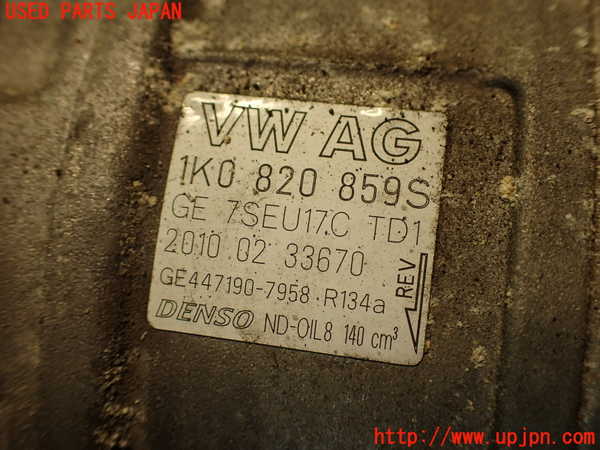 USED PARTS JAPAN
VW AG
1K0 820 859S
GE 7SEU17C TD1
2010 02 33670
GE447190-7958 R134a
REV
DENSO ND-OIL8 140 cm³
http://www.upjpn.com/